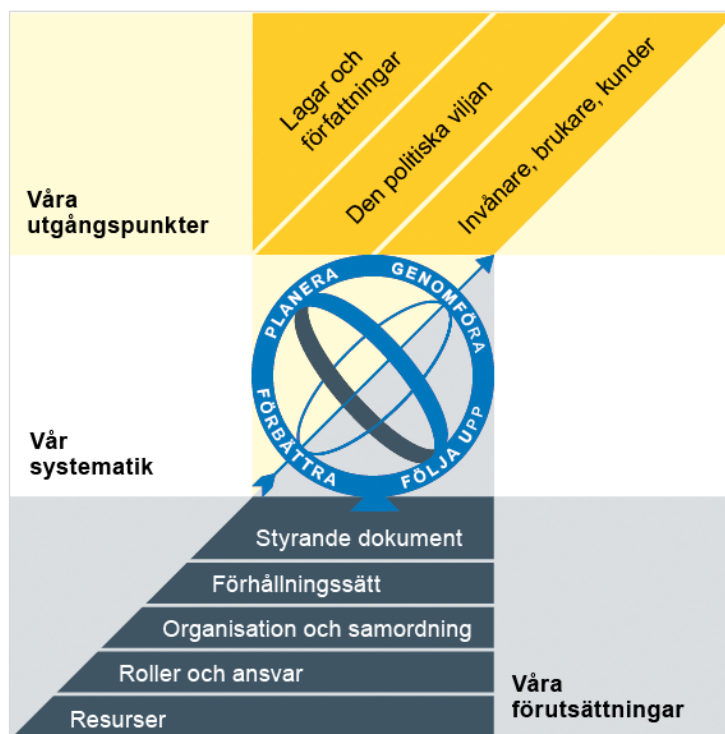 Lagar och
författningar
Den politiska viljan
Invånare, brukare, kunder
Våra
utgångspunkter
PLANERA
GENOMFÖRA
FÖLJA UPP
FÖRBÄTTRA
Vår
systematik
Styrande dokument
Förhållningssätt
Organisation och samordning
Roller och ansvar
Resurser
Våra
förutsättningar